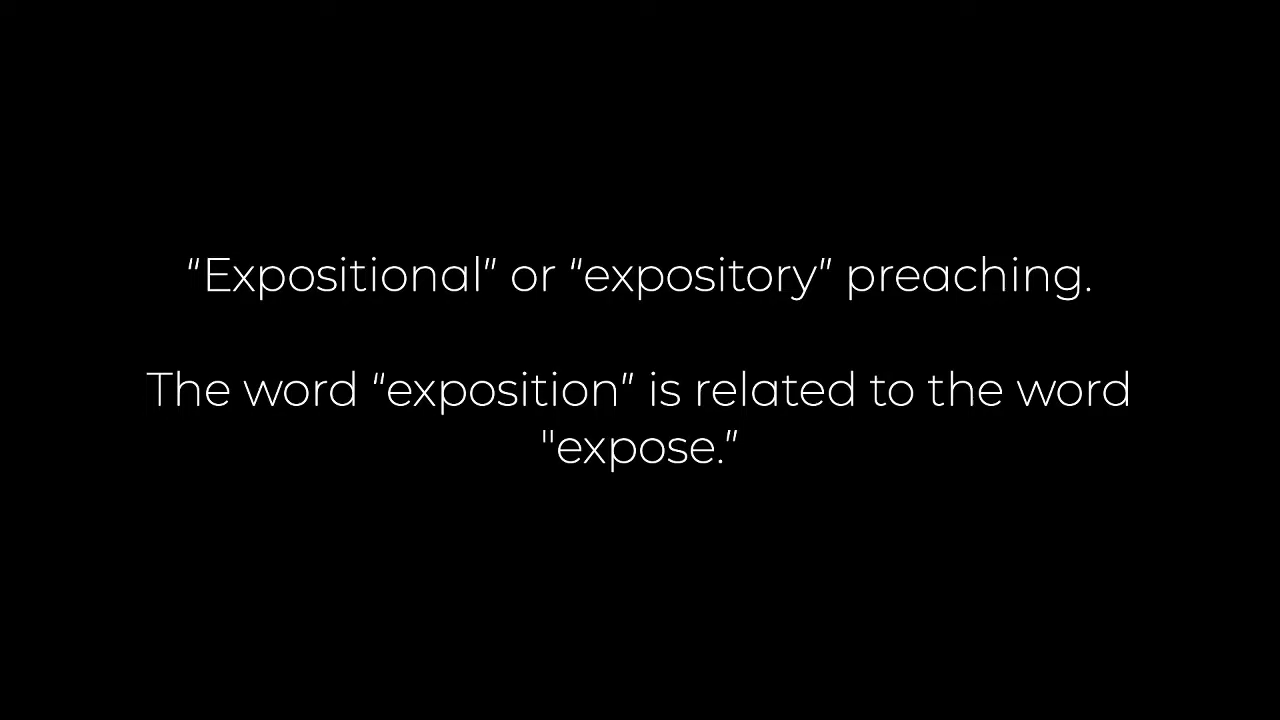 “Expositional” or “expository” preaching.
The word “exposition” is related to the word
"expose.”